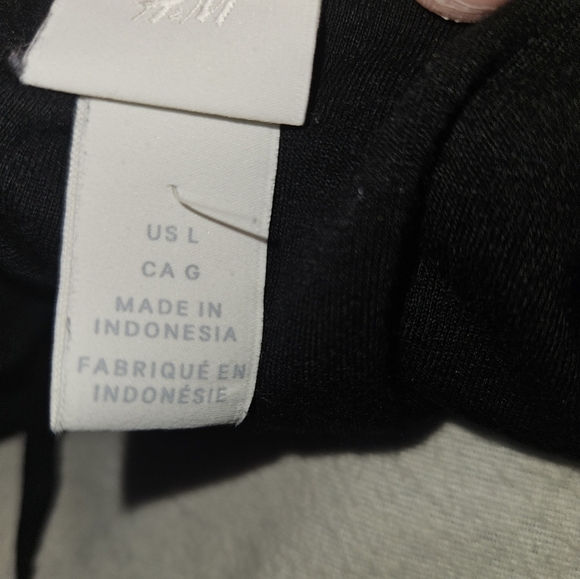 H&M
US L
CA G
MADE IN
INDONESIA
FABRIQUÉ EN
INDONÉSIE